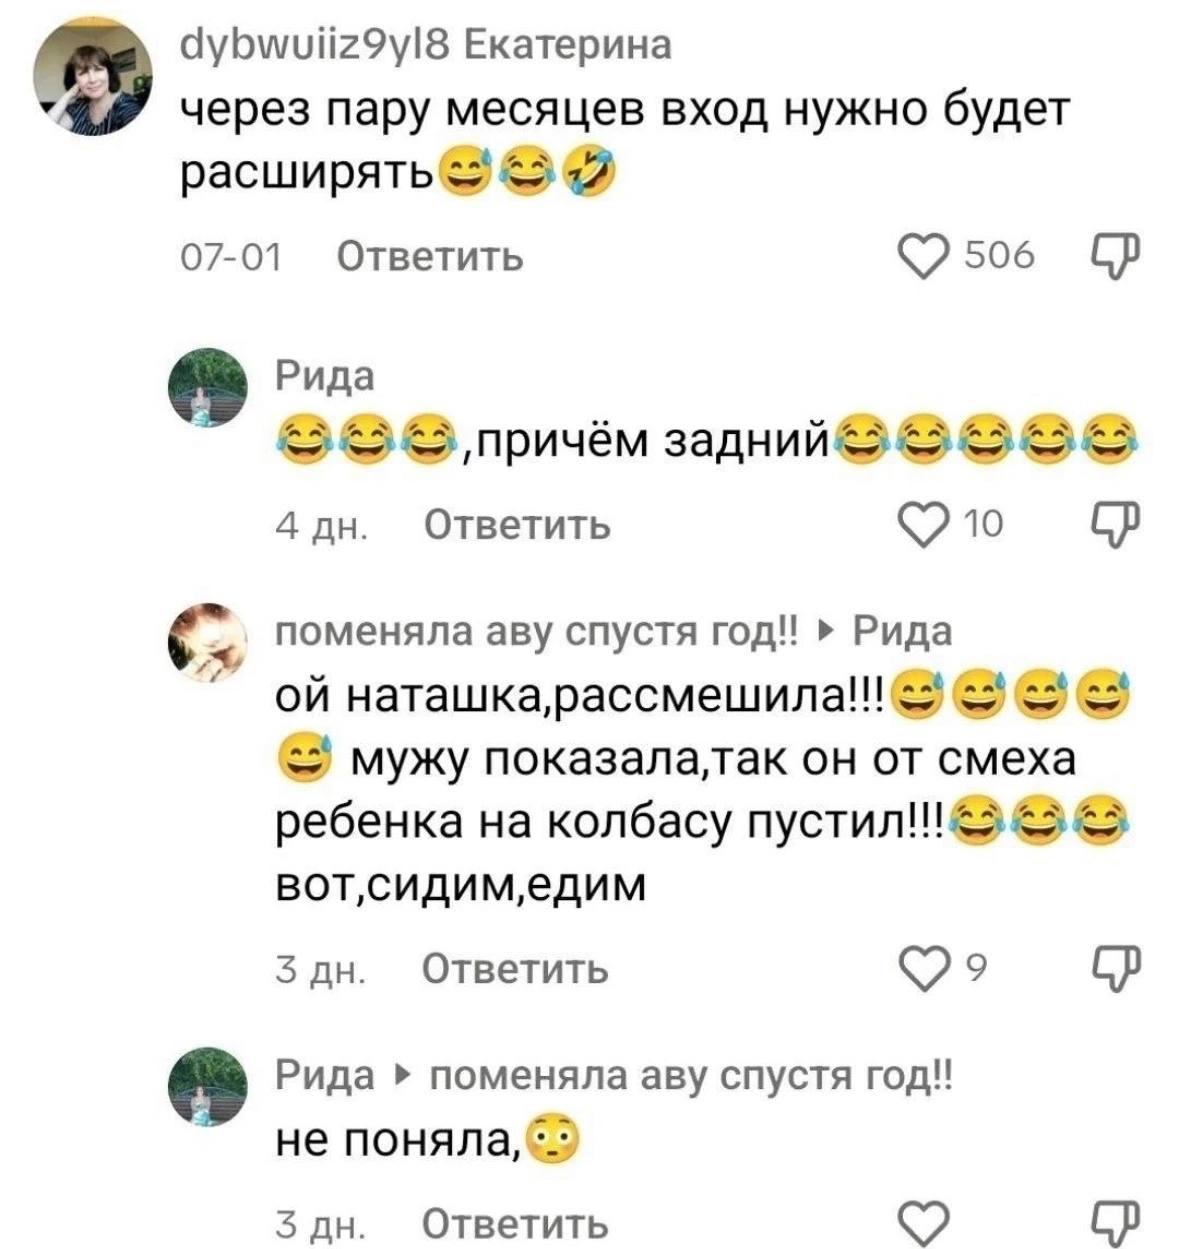 dybwuiiz9yl8 Екатерина
через пару месяцев вход нужно будет
расширять😅😂🤣
07-01 Ответить 506
Рида
😂😂😂,причём задний😂😂😂😂😂
4 дн. Ответить 10
поменяла аву спустя год!! ▸ Рида
ой наташка,рассмешила!!!😅😅😅😅
😅 мужу показала,так он от смеха
ребенка на колбасу пустил!!!😂😂😂
вот,сидим,едим
3 дн. Ответить 9
Рида ▸ поменяла аву спустя год!!
не поняла,😳
3 дн. Ответить